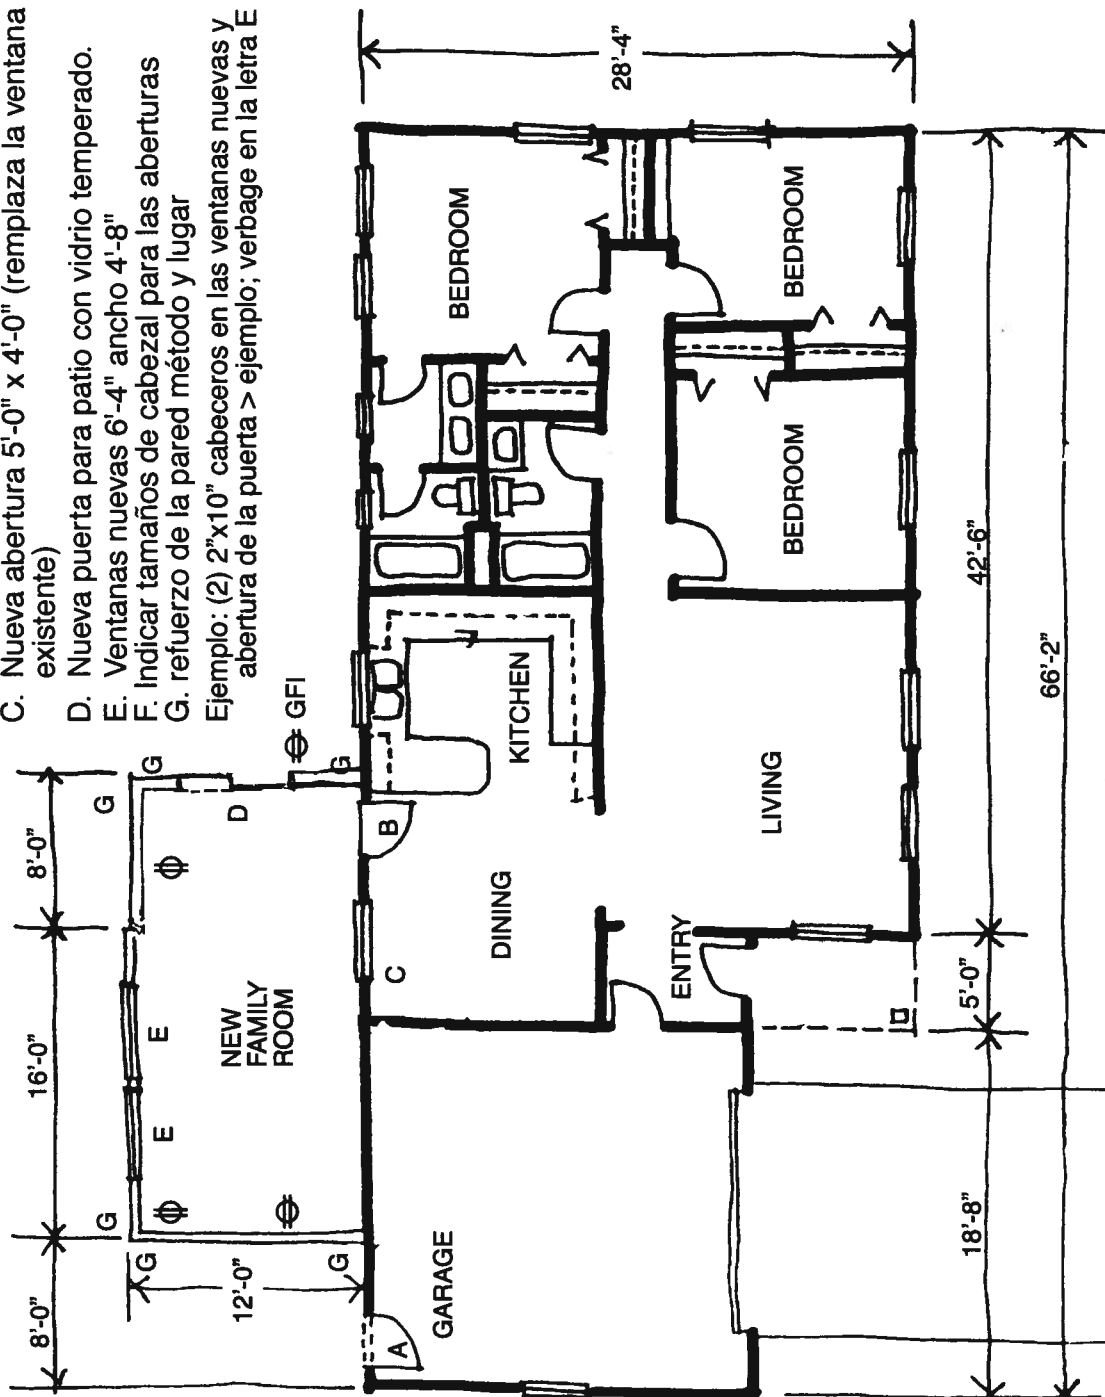 C. Nueva abertura 5'-0" x 4'-0" (remplaza la ventana
existente)
D. Nueva puerta para patio con vidrio temperado.
E. Ventanas nuevas 6'-4" ancho 4'-8"
F. Indicar tamaños de cabezal para las aberturas
G. refuerzo de la pared método y lugar
Ejemplo: (2) 2"x10" cabeceros en las ventanas nuevas y
abertura de la puerta > ejemplo; verbage en la letra E
8'-0"
16'-0"
8'-0"
12'-0"
G
G
G
G
G
G
E
E
D
GFI
NEW
FAMILY
ROOM
A
C
B
GARAGE
DINING
KITCHEN
BEDROOM
ENTRY
LIVING
BEDROOM
BEDROOM
28'-4"
18'-8"
5'-0"
42'-6"
66'-2"